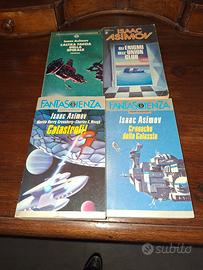 Isaac Asimov
L'ALTRA FACCIA
DELLA
SPIRALE
ISAAC
ASIMOV
GLI ENIGMI
DELL'UNION
CLUB
FANTASCIENZA
Isaac Asimov
Martin Harry Greenberg - Charles G. Waugh
Catastrofi!
FANTASCIENZA
Isaac Asimov
Cronache
della Galassia
subito